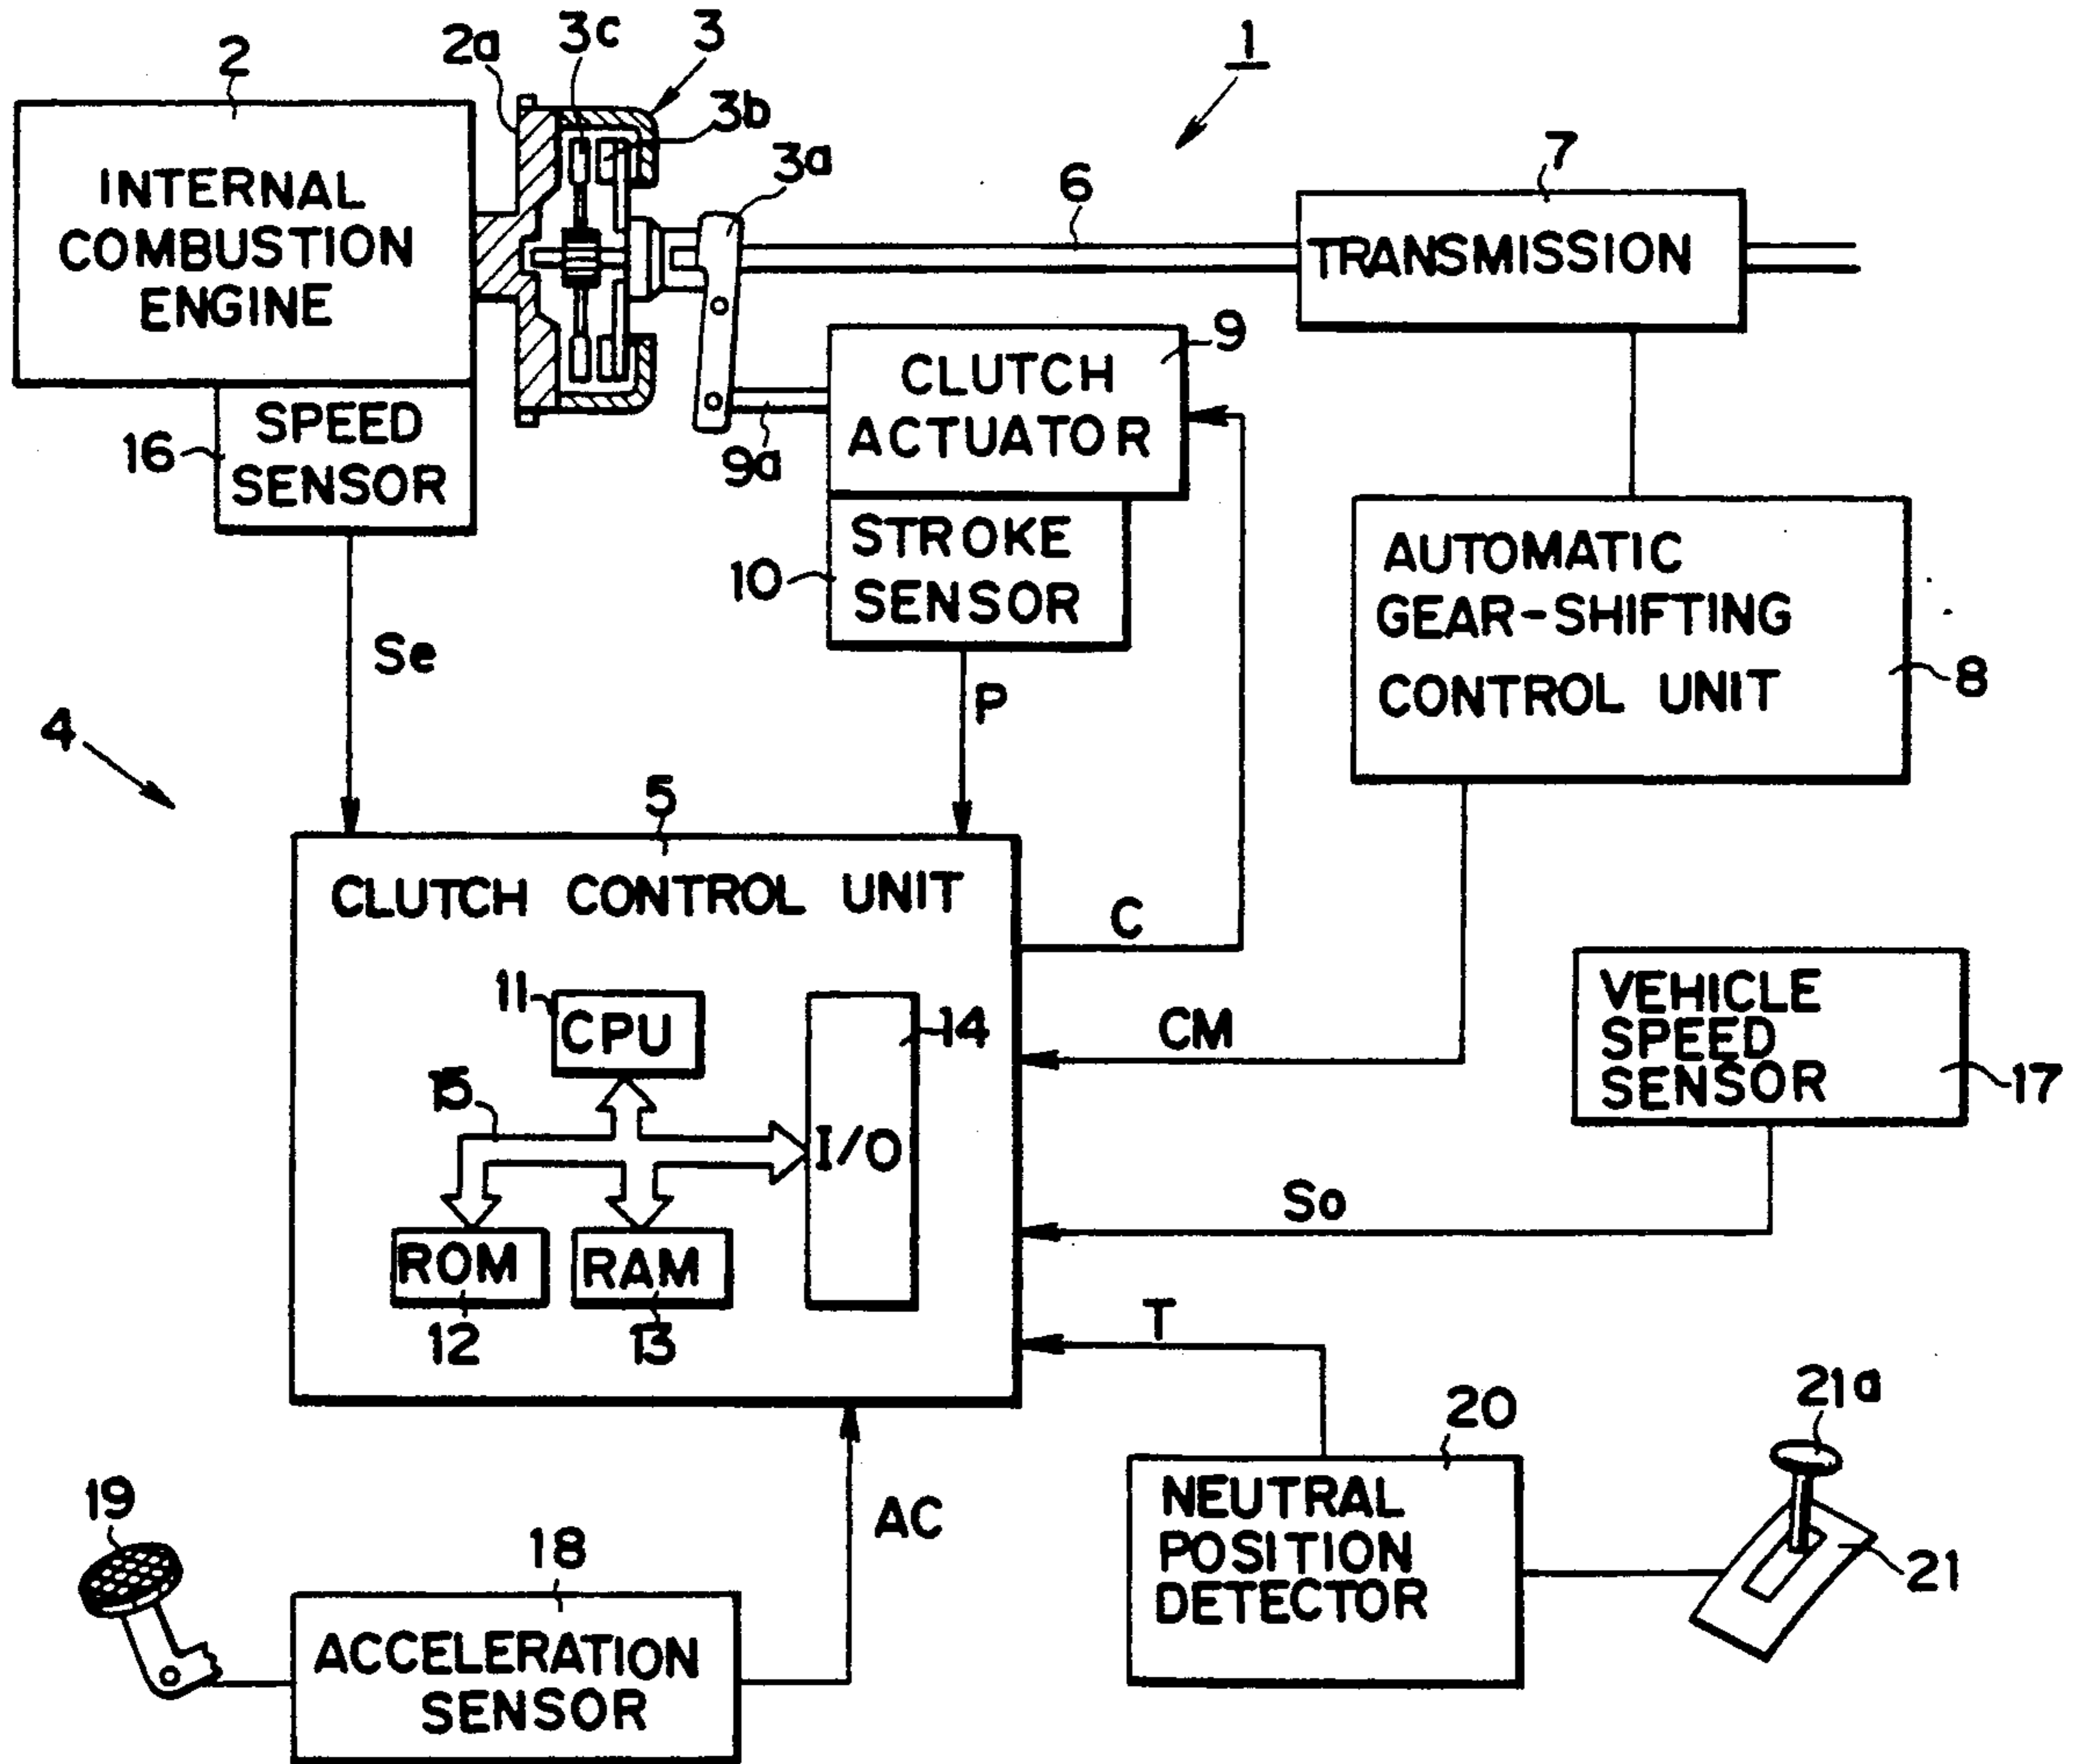 2
2a
3c
3
3b
3a
1
6
7
INTERNAL
COMBUSTION
ENGINE
TRANSMISSION
SPEED
SENSOR
16
CLUTCH
ACTUATOR
9
9a
STROKE
SENSOR
10
AUTOMATIC
GEAR-SHIFTING
CONTROL UNIT
8
Se
P
4
5
CLUTCH CONTROL UNIT
C
11
CPU
14
CM
VEHICLE
SPEED
SENSOR
17
15
I/O
So
ROM
RAM
12
13
T
20
21a
NEUTRAL
POSITION
DETECTOR
21
19
18
AC
ACCELERATION
SENSOR